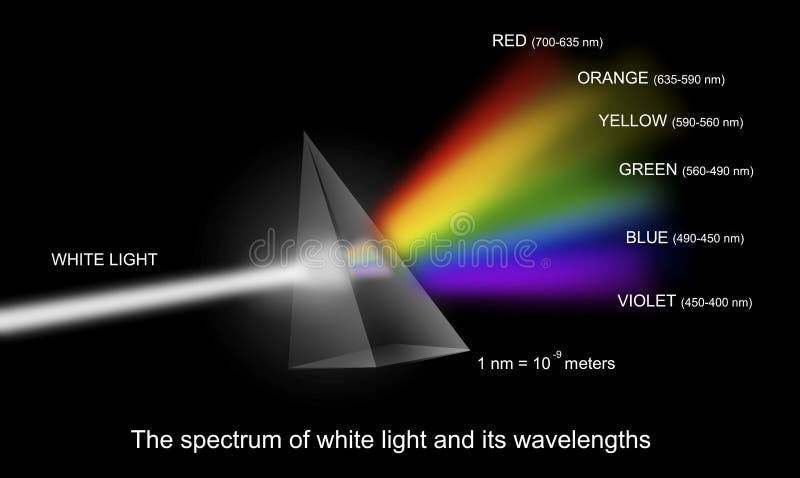 RED (700-635 nm)
ORANGE (635-590 nm)
YELLOW (590-560 nm)
GREEN (560-490 nm)
BLUE (490-450 nm)
WHITE LIGHT
VIOLET (450-400 nm)
1 nm = 10⁻⁹ meters
The spectrum of white light and its wavelengths
dreamstime